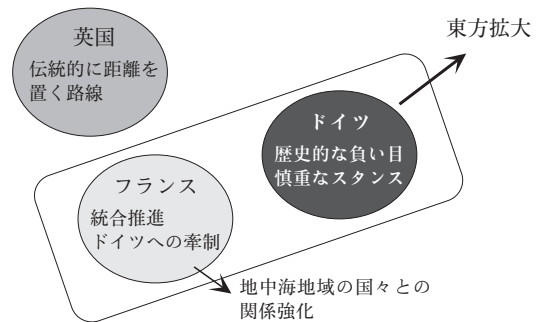 英国
伝統的に距離を
置く路線
東方拡大
ドイツ
歴史的な負い目
慎重なスタンス
フランス
統合推進
ドイツへの牽制
地中海地域の国々との
関係強化